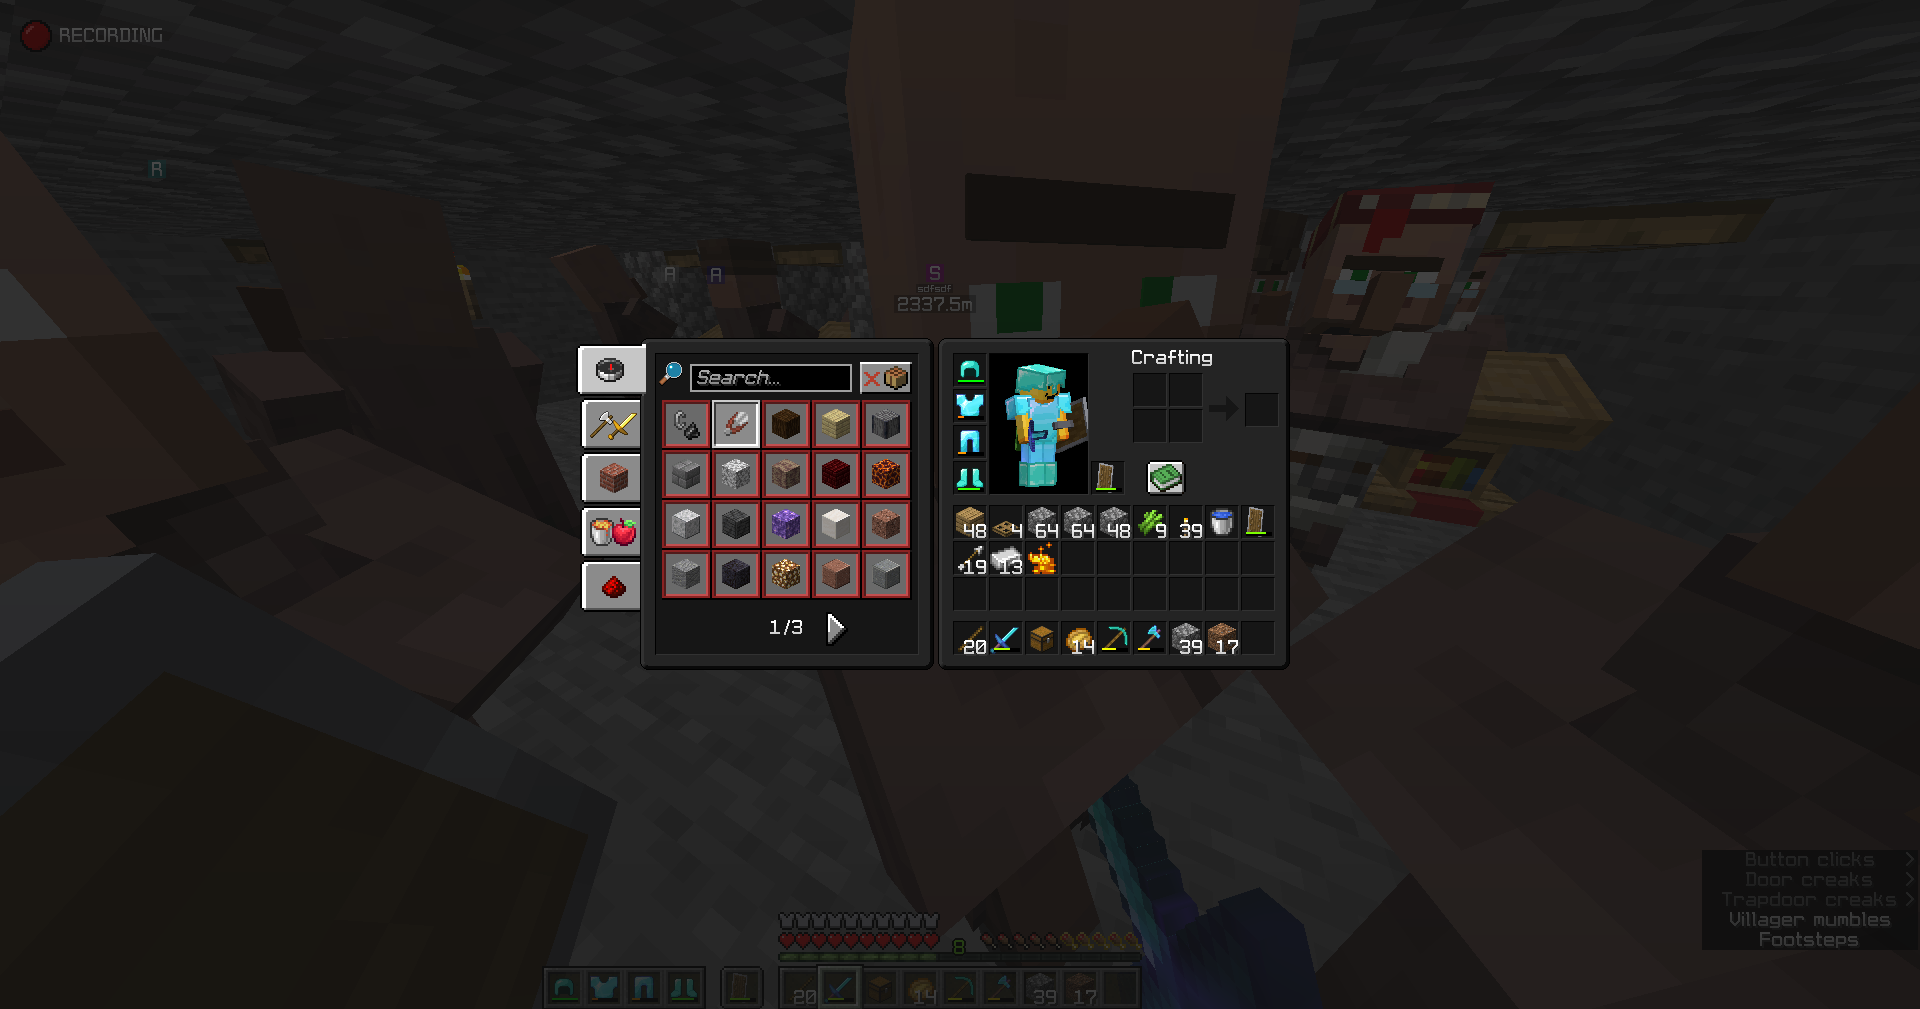 RECORDING
R
A A
S
sdfsdf
2337.5m
Crafting
Search...
48 4 64 64 48 9 39
19 13
1/3
20 14 39 17
Button clicks >
Door creaks >
Trapdoor creaks >
Villager mumbles
Footsteps
8
20 14 39 17